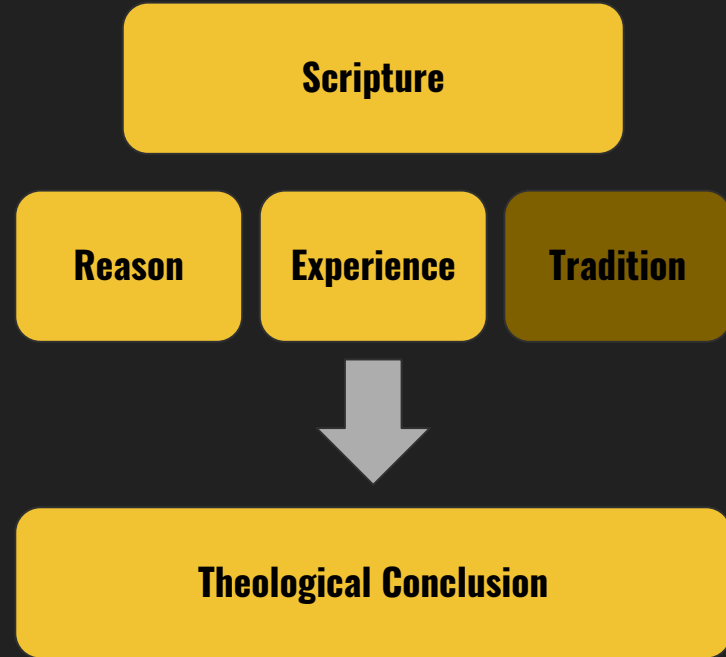 Scripture
Reason
Experience
Tradition
Theological Conclusion